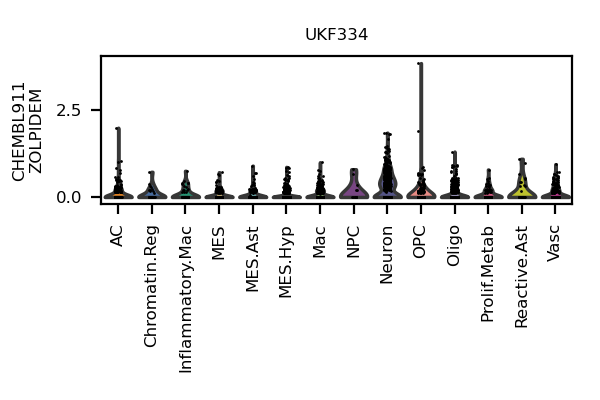 UKF334
CHEMBL911
ZOLPIDEM
2.5
0.0
AC
Chromatin.Reg
Inflammatory.Mac
MES
MES.Ast
MES.Hyp
Mac
NPC
Neuron
OPC
Oligo
Prolif.Metab
Reactive.Ast
Vasc